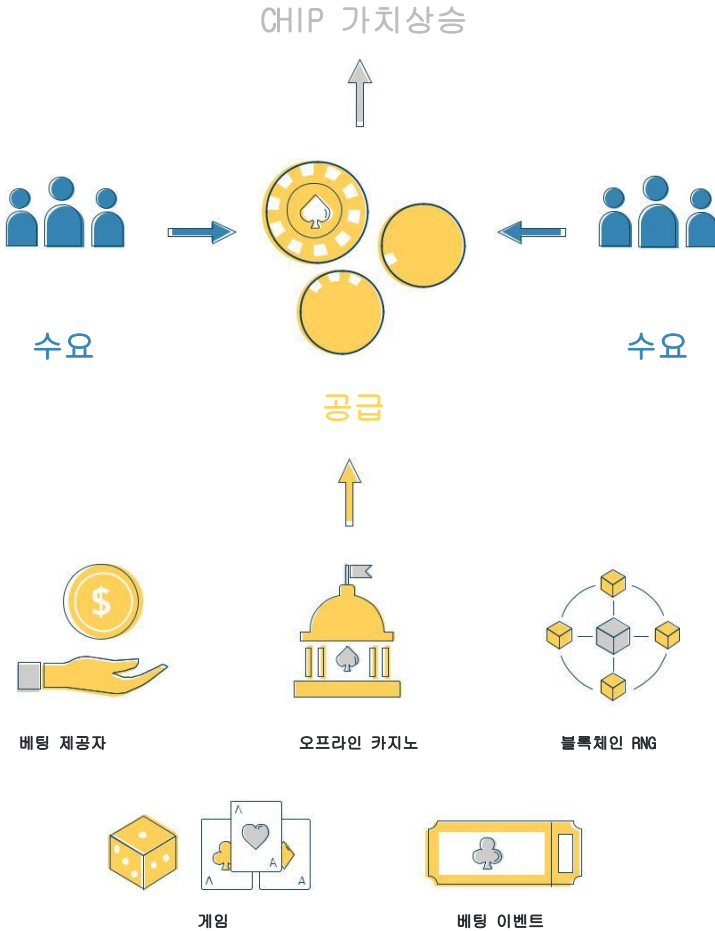 CHIP 가치상승
수요
수요
공급
$
베팅 제공자
오프라인 카지노
블록체인 RNG
A
A
A
A
게임
베팅 이벤트